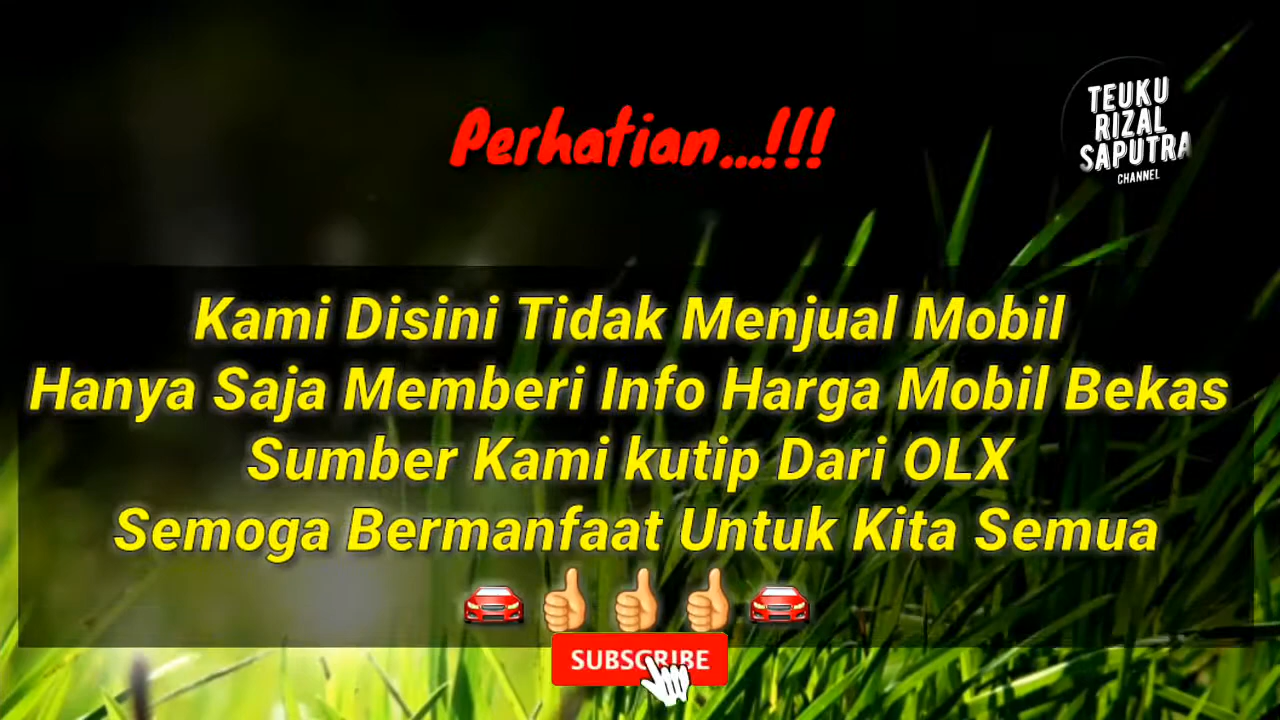 Perhatian...!!!
TEUKU
RIZAL
SAPUTRA
CHANNEL
Kami Disini Tidak Menjual Mobil
Hanya Saja Memberi Info Harga Mobil Bekas
Sumber Kami kutip Dari OLX
Semoga Bermanfaat Untuk Kita Semua
SUBSCRIBE